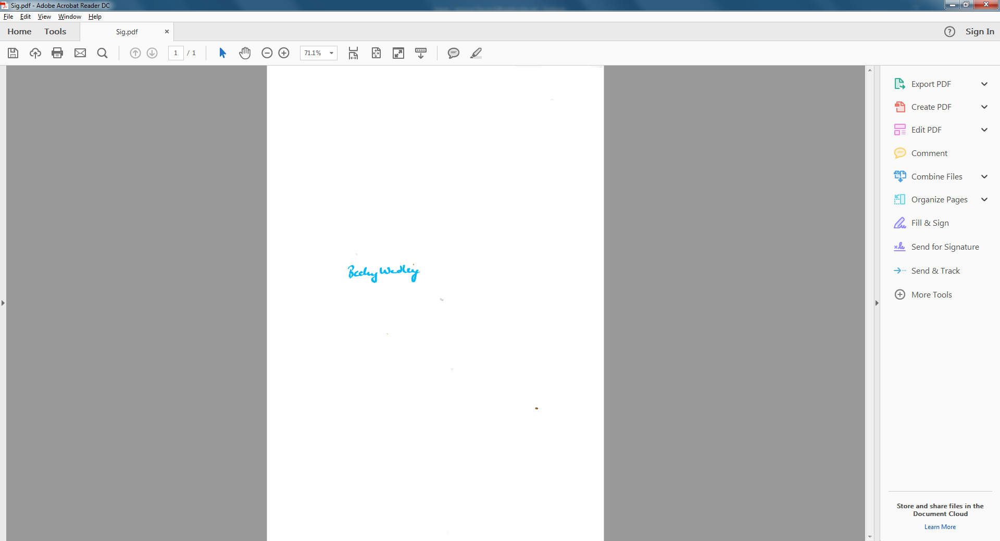 Sig.pdf - Adobe Acrobat Reader DC
File Edit View Window Help
Home Tools Sig.pdf × Sign In
1 / 1 71.1%
Export PDF
Create PDF
Edit PDF
Comment
Combine Files
Organize Pages
Fill & Sign
Send for Signature
Send & Track
More Tools
Becky Wedley
Store and share files in the
Document Cloud
Learn More